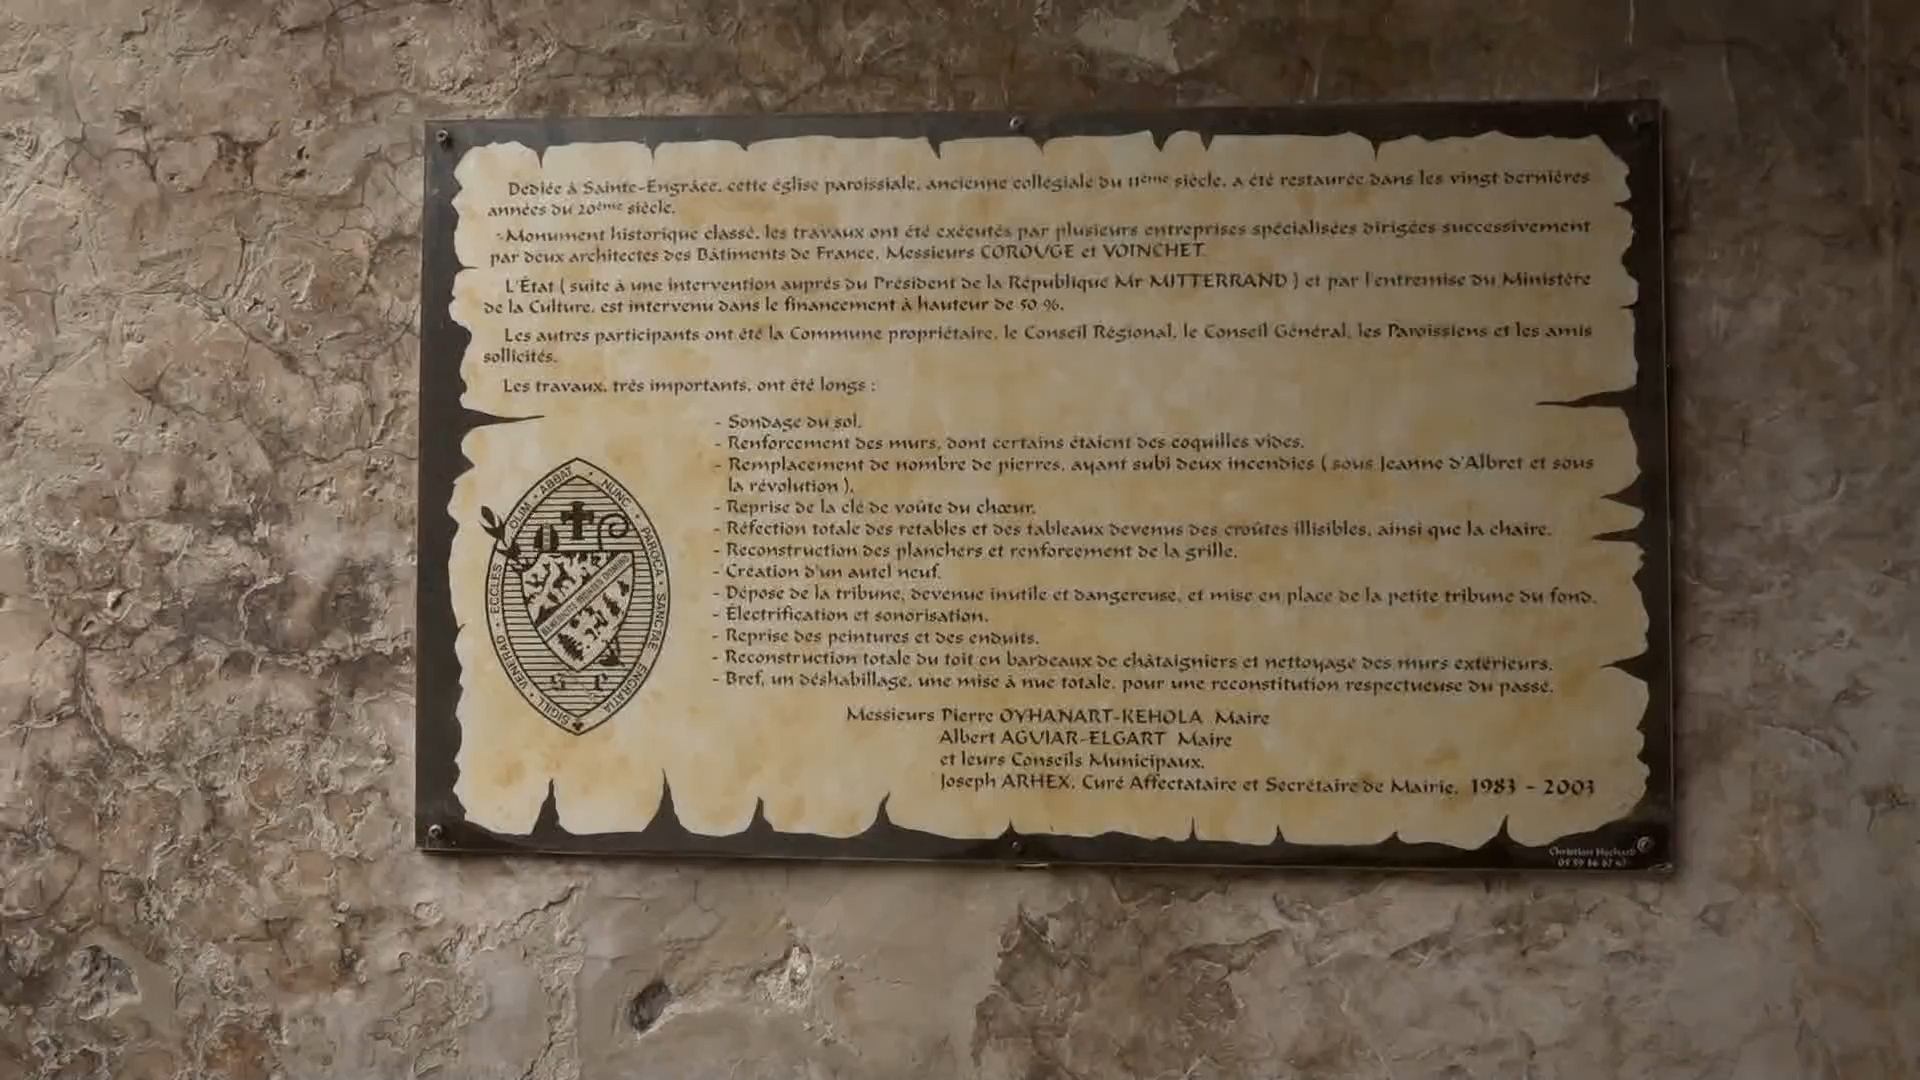 Dediée à Sainte-Engrâce, cette église paroissiale, ancienne collégiale du 11ème siècle, a été restaurée dans les vingt dernières
années du 20ème siècle.
Monument historique classé, les travaux ont été exécutés par plusieurs entreprises spécialisées dirigées successivement
par deux architectes des Bâtiments de France, Messieurs COROUGE et VOINCHET.
L'État ( suite à une intervention auprés du Président de la République Mr MITTERRAND ) et par l'entremise du Ministère
de la Culture, est intervenu dans le financement à hauteur de 50 %.
Les autres participants ont été la Commune propriétaire, le Conseil Régional, le Conseil Général, les Paroissiens et les amis
sollicités.
Les travaux, trés importants, ont été longs :
- Sondage du sol.
- Renforcement des murs, dont certains étaient des coquilles vides.
- Remplacement de nombre de pierres, ayant subi deux incendies ( sous Jeanne d'Albret et sous
la révolution ).
- Reprise de la clé de voûte du chœur.
- Réfection totale des retables et des tableaux devenus des croûtes illisibles, ainsi que la chaire.
- Reconstruction des planchers et renforcement de la grille.
- Création d'un autel neuf.
- Dépose de la tribune, devenue inutile et dangereuse, et mise en place de la petite tribune du fond.
- Électrification et sonorisation.
- Reprise des peintures et des enduits.
- Reconstruction totale du toit en bardeaux de châtaigniers et nettoyage des murs extérieurs.
- Bref, un déshabillage, une mise à nue totale, pour une reconstitution respectueuse du passé.
SIGILL • VENERAD • ECCLES • OLIM • ABBAT • NUNC • PAROCA • SANCTAE ENGRATIA
S P
Messieurs Pierre OYHANART-KEHOLA Maire
Albert AGUIAR-ELGART Maire
et leurs Conseils Municipaux.
Joseph ARHEX, Curé Affectataire et Secrétaire de Mairie, 1983 - 2003
Christian